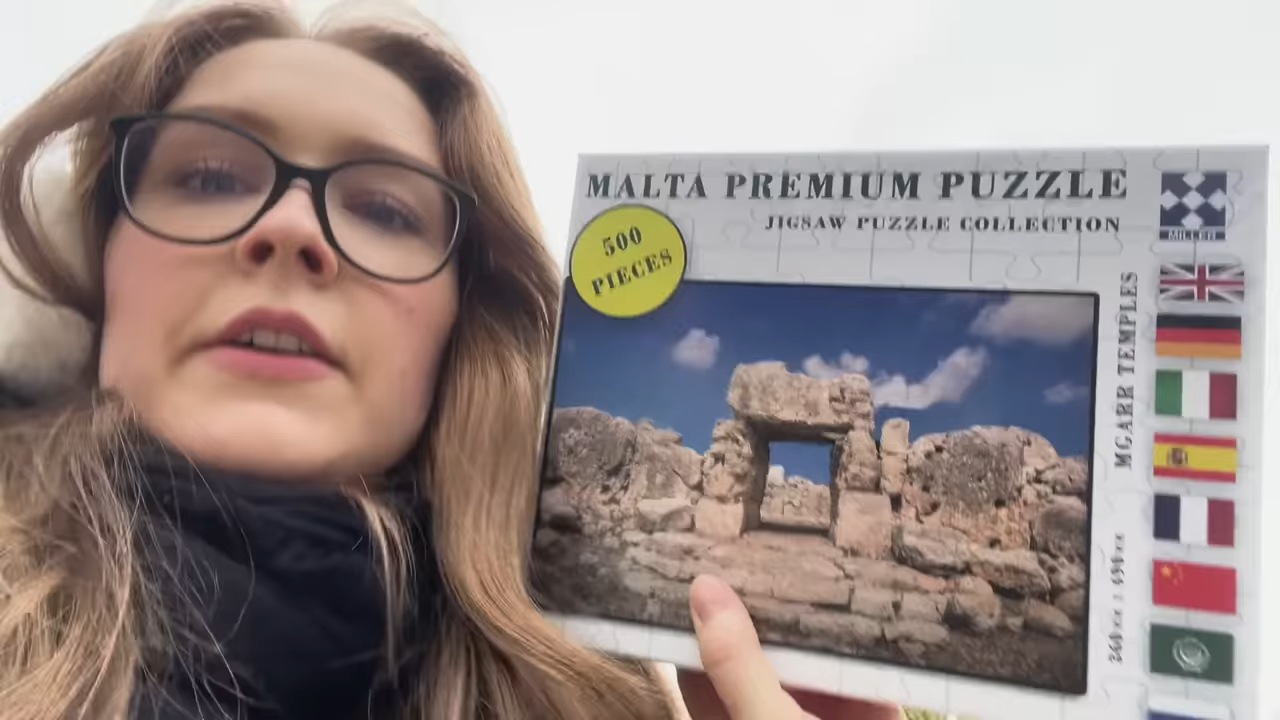 MALTA PREMIUM PUZZLE
JIGSAW PUZZLE COLLECTION
500
PIECES
MILLER
MGARR TEMPLES